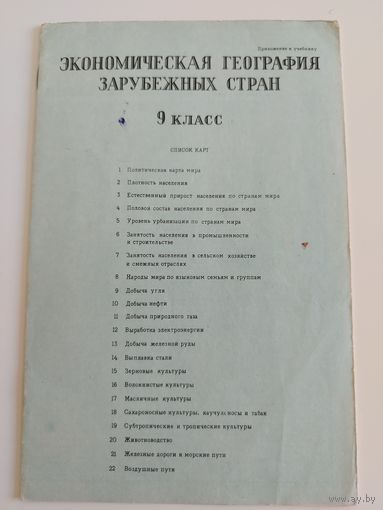 Приложение к учебнику
ЭКОНОМИЧЕСКАЯ ГЕОГРАФИЯ
ЗАРУБЕЖНЫХ СТРАН
9 КЛАСС
СПИСОК КАРТ
1 Политическая карта мира
2 Плотность населения
3 Естественный прирост населения по странам мира
4 Половой состав населения по странам мира
5 Уровень урбанизации по странам мира
6 Занятость населения в промышленности
и строительстве
7 Занятость населения в сельском хозяйстве
и смежных отраслях
8 Народы мира по языковым семьям и группам
9 Добыча угля
10 Добыча нефти
11 Добыча природного газа
12 Выработка электроэнергии
13 Добыча железной руды
14 Выплавка стали
15 Зерновые культуры
16 Волокнистые культуры
17 Масличные культуры
18 Сахароносные культуры, каучуконосы и табак
19 Субтропические и тропические культуры
20 Животноводство
21 Железные дороги и морские пути
22 Воздушные пути
www.ay.by